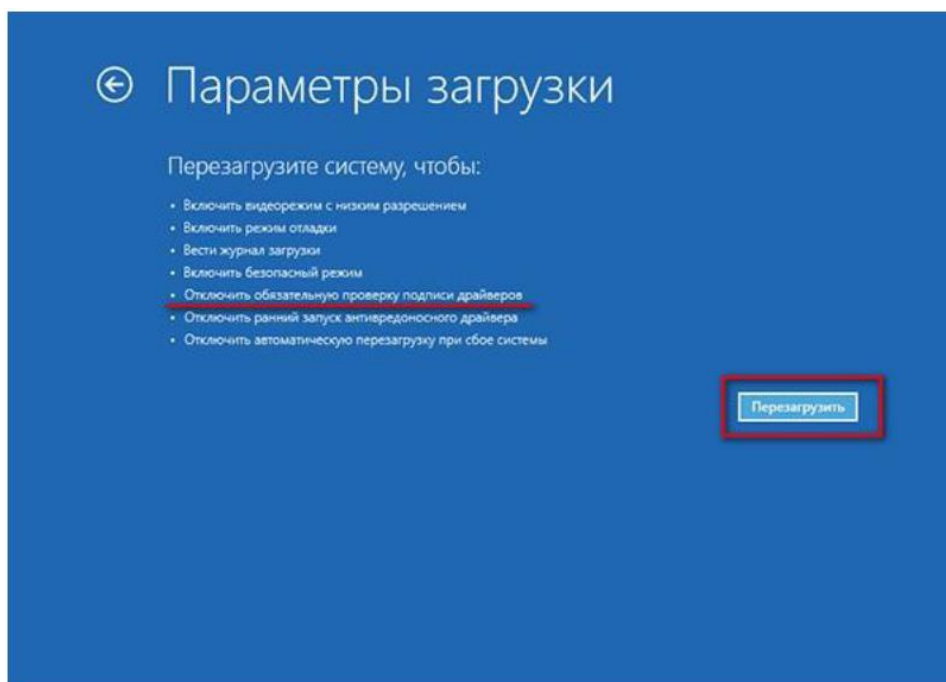 Параметры загрузки
Перезагрузите систему, чтобы:
• Включить видеорежим с низким разрешением
• Включить режим отладки
• Вести журнал загрузки
• Включить безопасный режим
• Отключить обязательную проверку подписи драйверов
• Отключить ранний запуск антивредоносного драйвера
• Отключить автоматическую перезагрузку при сбое системы
Перезагрузить